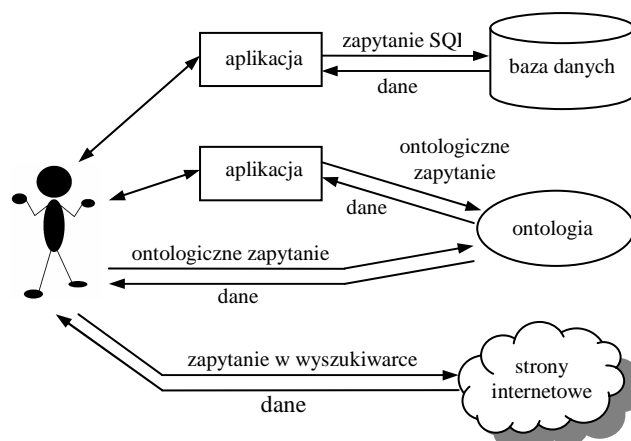 zapytanie SQl
aplikacja
baza danych
dane
ontologiczne
zapytanie
aplikacja
dane
ontologia
ontologiczne zapytanie
dane
zapytanie w wyszukiwarce
strony
internetowe
dane